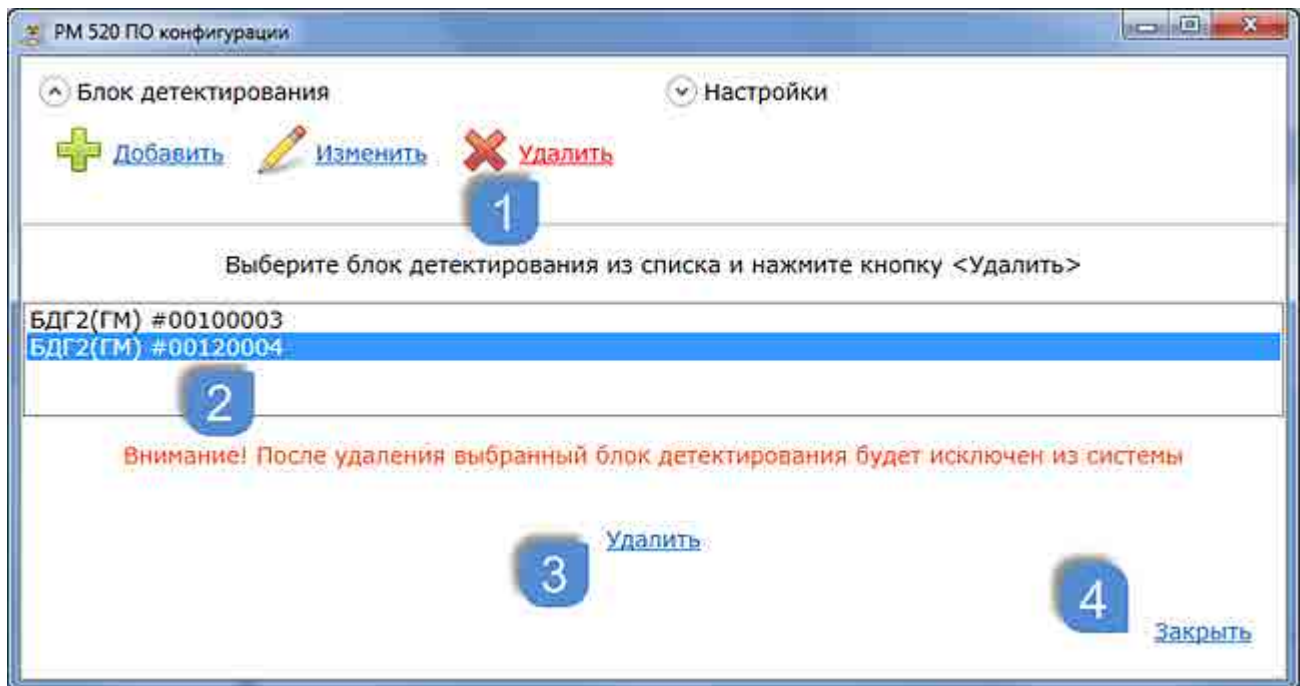 РМ 520 ПО конфигурации
Блок детектирования
Настройки
Добавить Изменить Удалить
1
Выберите блок детектирования из списка и нажмите кнопку <Удалить>
БДГ2(ГМ) #00100003
БДГ2(ГМ) #00120004
2
Внимание! После удаления выбранный блок детектирования будет исключен из системы
Удалить
3
4
Закрыть